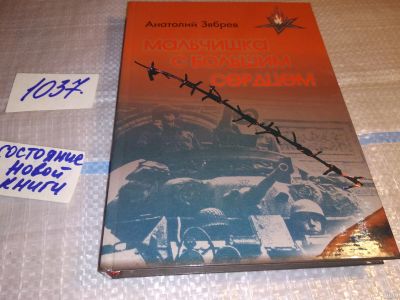 Анатолий Зябрев
МАЛЬЧИШКА
С БОЛЬШИМ
СЕРДЦЕМ
1037
состояние
новой
книги